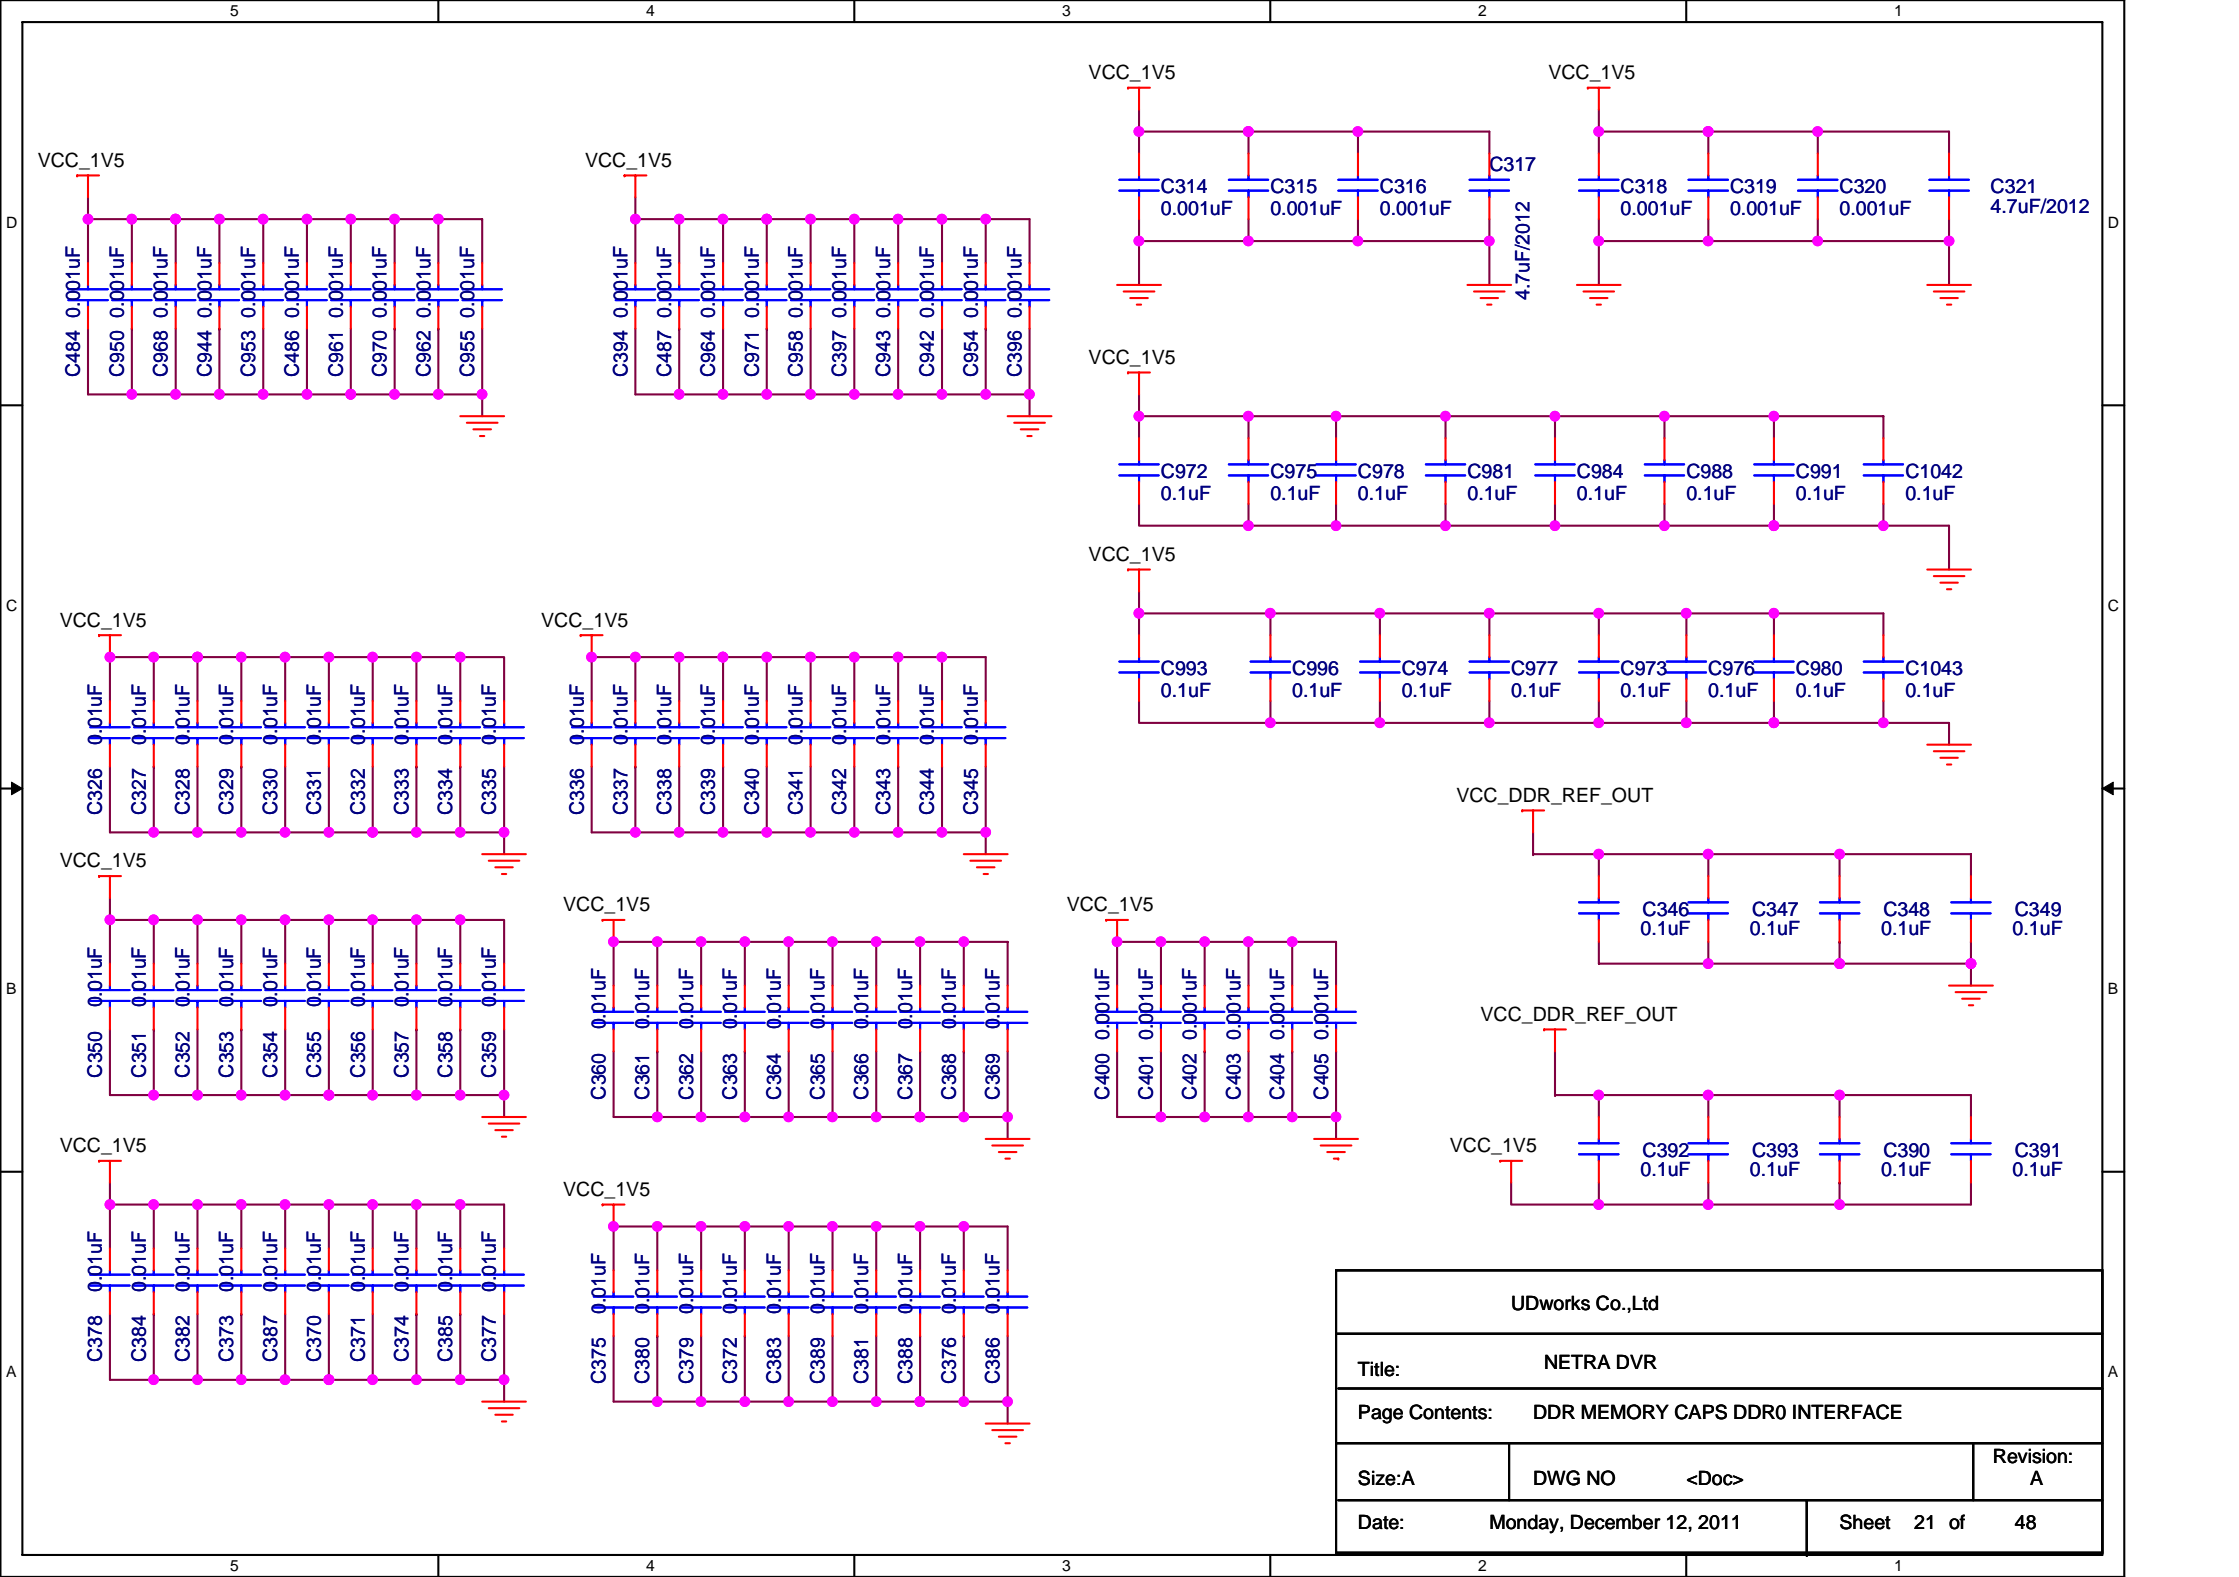 5 4 3 2 1
VCC_1V5 VCC_1V5
C314 0.001uF
C315 0.001uF
C316 0.001uF
C317 4.7uF/2012
C318 0.001uF
C319 0.001uF
C320 0.001uF
C321 4.7uF/2012
D D
VCC_1V5
0.001uF 0.001uF 0.001uF 0.001uF 0.001uF 0.001uF 0.001uF 0.001uF 0.001uF 0.001uF
C484 C950 C968 C944 C953 C486 C961 C970 C962 C955
VCC_1V5
0.001uF 0.001uF 0.001uF 0.001uF 0.001uF 0.001uF 0.001uF 0.001uF 0.001uF 0.001uF
C394 C487 C964 C971 C958 C397 C943 C942 C954 C396
VCC_1V5
C972 C975 C978 C981 C984 C988 C991 C1042
0.1uF 0.1uF 0.1uF 0.1uF 0.1uF 0.1uF 0.1uF 0.1uF
VCC_1V5
C993 C996 C974 C977 C973 C976 C980 C1043
0.1uF 0.1uF 0.1uF 0.1uF 0.1uF 0.1uF 0.1uF 0.1uF
C C
VCC_1V5
0.01uF 0.01uF 0.01uF 0.01uF 0.01uF 0.01uF 0.01uF 0.01uF 0.01uF 0.01uF
C326 C327 C328 C329 C330 C331 C332 C333 C334 C335
VCC_1V5
0.01uF 0.01uF 0.01uF 0.01uF 0.01uF 0.01uF 0.01uF 0.01uF 0.01uF 0.01uF
C336 C337 C338 C339 C340 C341 C342 C343 C344 C345
VCC_DDR_REF_OUT
C346 C347 C348 C349
0.1uF 0.1uF 0.1uF 0.1uF
VCC_1V5
0.01uF 0.01uF 0.01uF 0.01uF 0.01uF 0.01uF 0.01uF 0.01uF 0.01uF 0.01uF
C350 C351 C352 C353 C354 C355 C356 C357 C358 C359
VCC_1V5
0.01uF 0.01uF 0.01uF 0.01uF 0.01uF 0.01uF 0.01uF 0.01uF 0.01uF 0.01uF
C360 C361 C362 C363 C364 C365 C366 C367 C368 C369
VCC_1V5
0.001uF 0.001uF 0.001uF 0.001uF 0.001uF 0.001uF
C400 C401 C402 C403 C404 C405
B B
VCC_DDR_REF_OUT
VCC_1V5
C392 C393 C390 C391
0.1uF 0.1uF 0.1uF 0.1uF
VCC_1V5
0.01uF 0.01uF 0.01uF 0.01uF 0.01uF 0.01uF 0.01uF 0.01uF 0.01uF 0.01uF
C378 C384 C382 C373 C387 C370 C371 C374 C385 C377
VCC_1V5
0.01uF 0.01uF 0.01uF 0.01uF 0.01uF 0.01uF 0.01uF 0.01uF 0.01uF 0.01uF
C375 C380 C379 C372 C383 C389 C381 C388 C376 C386
A A
UDworks Co.,Ltd
Title: NETRA DVR
Page Contents: DDR MEMORY CAPS DDR0 INTERFACE
Size:A DWG NO <Doc> Revision: A
Date: Monday, December 12, 2011 Sheet 21 of 48
5 4 3 2 1